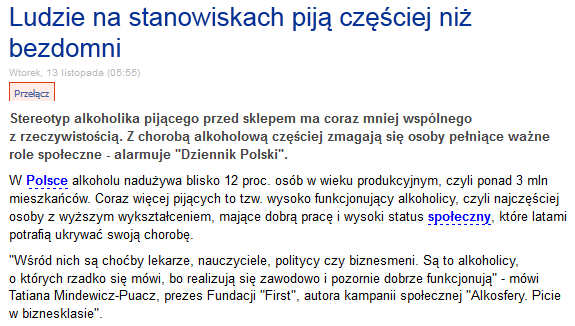 Ludzie na stanowiskach piją częściej niż
bezdomni
Wtorek, 13 listopada (05:55)
Przełącz
Stereotyp alkoholika pijącego przed sklepem ma coraz mniej wspólnego
z rzeczywistością. Z chorobą alkoholową częściej zmagają się osoby pełniące ważne
role społeczne - alarmuje "Dziennik Polski".
W Polsce alkoholu nadużywa blisko 12 proc. osób w wieku produkcyjnym, czyli ponad 3 mln
mieszkańców. Coraz więcej pijących to tzw. wysoko funkcjonujący alkoholicy, czyli najczęściej
osoby z wyższym wykształceniem, mające dobrą pracę i wysoki status społeczny, które latami
potrafią ukrywać swoją chorobę.
"Wśród nich są choćby lekarze, nauczyciele, politycy czy biznesmeni. Są to alkoholicy,
o których rzadko się mówi, bo realizują się zawodowo i pozornie dobrze funkcjonują" - mówi
Tatiana Mindewicz-Puacz, prezes Fundacji "First", autora kampanii społecznej "Alkosfery. Picie
w biznesklasie".